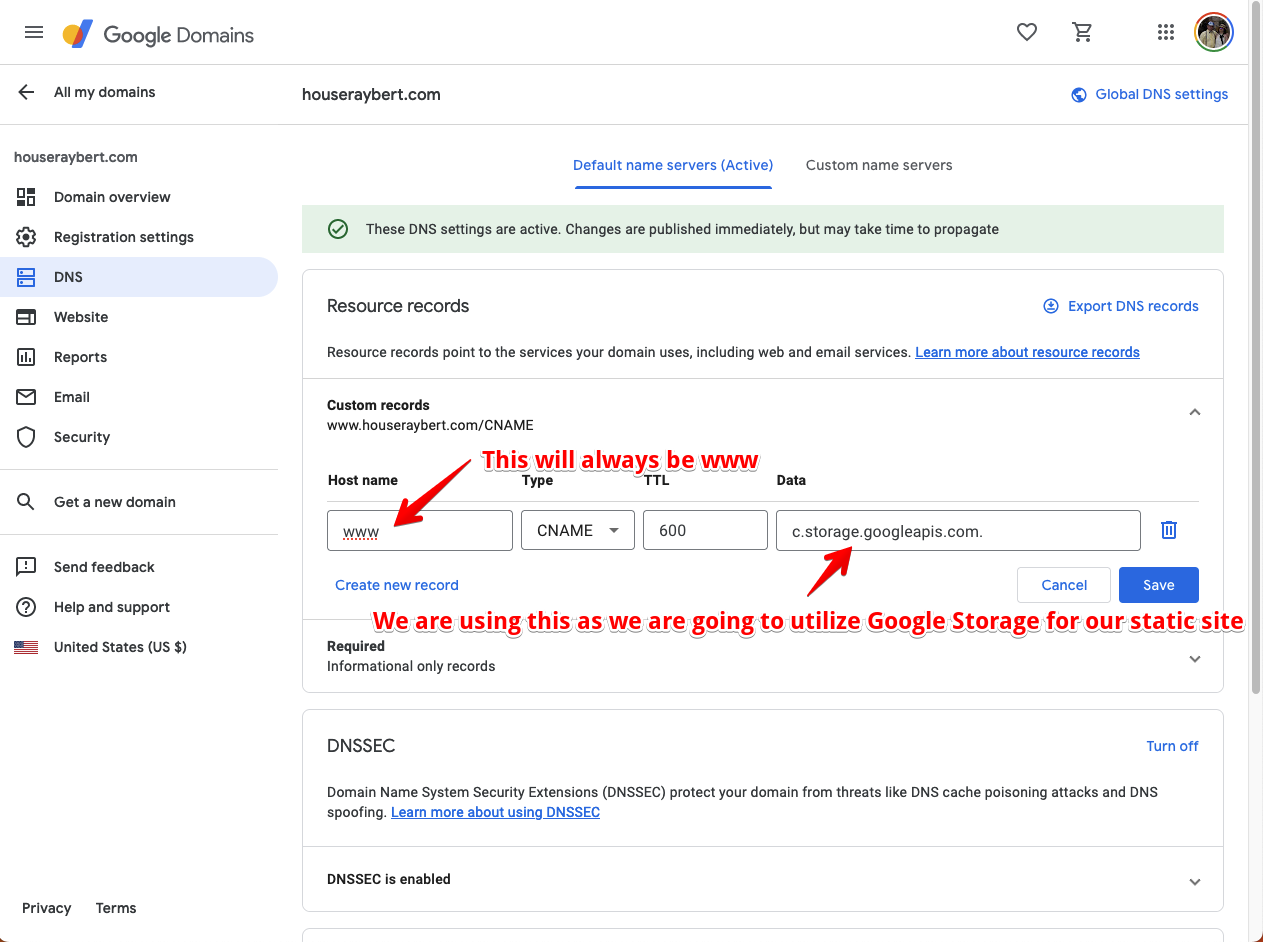 Google Domains
All my domains
houseraybert.com
Global DNS settings
houseraybert.com
Domain overview
Registration settings
DNS
Website
Reports
Email
Security
Get a new domain
Send feedback
Help and support
United States (US $)
Privacy Terms
Default name servers (Active) Custom name servers
These DNS settings are active. Changes are published immediately, but may take time to propagate
Resource records
Export DNS records
Resource records point to the services your domain uses, including web and email services. Learn more about resource records
Custom records
www.houseraybert.com/CNAME
This will always be www
Host name Type TTL Data
www CNAME 600 c.storage.googleapis.com.
Create new record Cancel Save
We are using this as we are going to utilize Google Storage for our static site
Required
Informational only records
DNSSEC
Turn off
Domain Name System Security Extensions (DNSSEC) protect your domain from threats like DNS cache poisoning attacks and DNS
spoofing. Learn more about using DNSSEC
DNSSEC is enabled